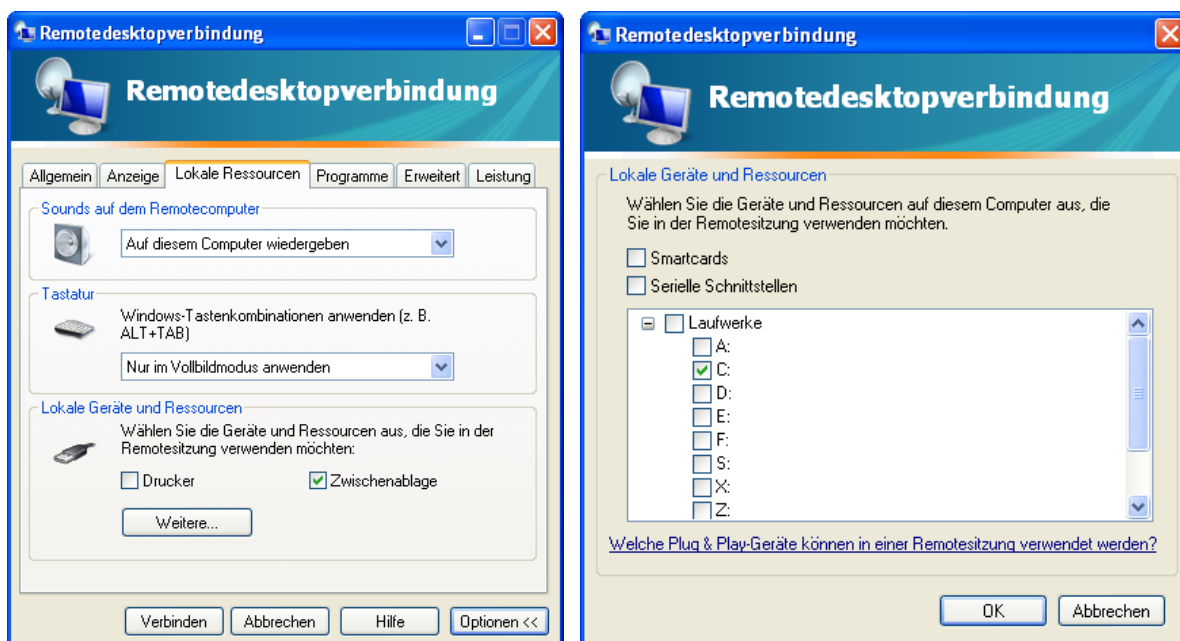 Remotedesktopverbindung
Remotedesktopverbindung
Allgemein Anzeige Lokale Ressourcen Programme Erweitert Leistung
Sounds auf dem Remotecomputer
Auf diesem Computer wiedergeben
Tastatur
Windows-Tastenkombinationen anwenden (z. B.
ALT+TAB)
Nur im Vollbildmodus anwenden
Lokale Geräte und Ressourcen
Wählen Sie die Geräte und Ressourcen aus, die Sie in der
Remotesitzung verwenden möchten:
Drucker Zwischenablage
Weitere...
Verbinden Abbrechen Hilfe Optionen <<
Remotedesktopverbindung
Remotedesktopverbindung
Lokale Geräte und Ressourcen
Wählen Sie die Geräte und Ressourcen auf diesem Computer aus, die
Sie in der Remotesitzung verwenden möchten.
Smartcards
Serielle Schnittstellen
Laufwerke
A:
C:
D:
E:
F:
S:
X:
Z:
Welche Plug & Play-Geräte können in einer Remotesitzung verwendet werden?
OK Abbrechen